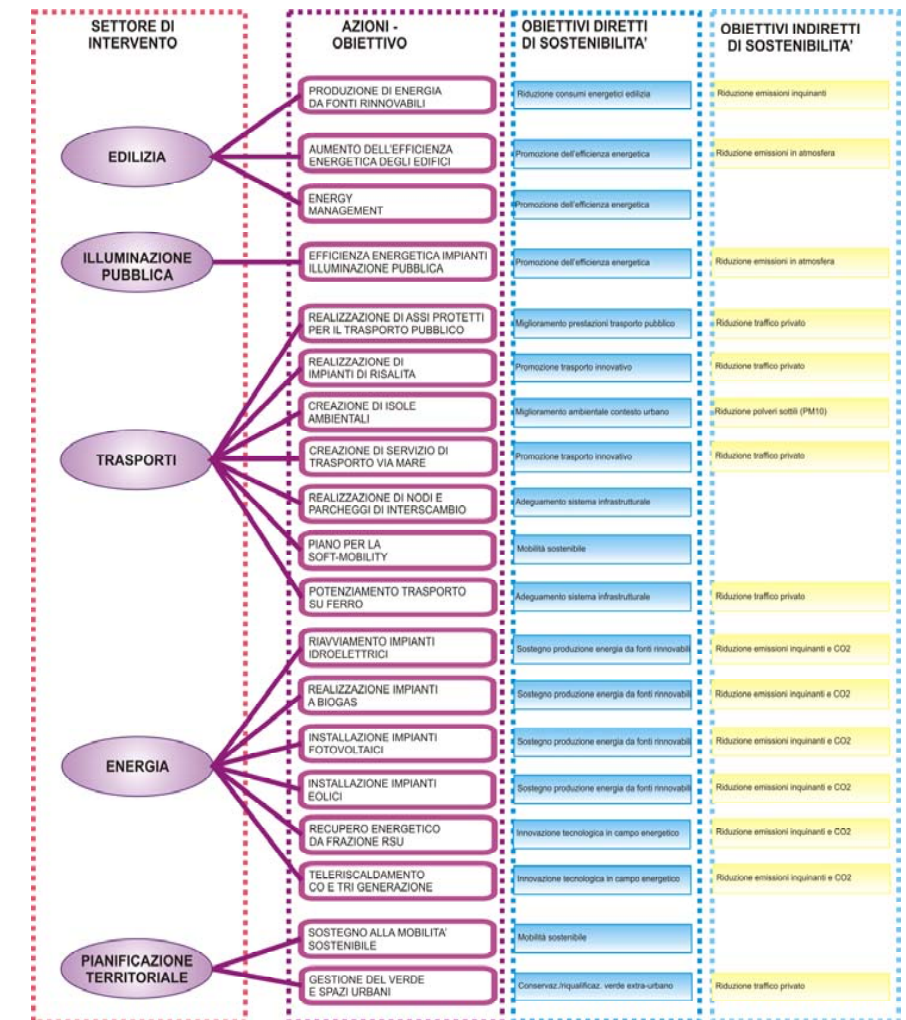 SETTORE DI
INTERVENTO
AZIONI -
OBIETTIVO
OBIETTIVI DIRETTI
DI SOSTENIBILITA'
OBIETTIVI INDIRETTI
DI SOSTENIBILITA'
EDILIZIA
PRODUZIONE DI ENERGIA
DA FONTI RINNOVABILI
Riduzione consumi energetici edilizia
Riduzione emissioni inquinanti
AUMENTO DELL'EFFICIENZA
ENERGETICA DEGLI EDIFICI
Promozione dell'efficienza energetica
Riduzione emissioni in atmosfera
ENERGY
MANAGEMENT
Promozione dell'efficienza energetica
ILLUMINAZIONE
PUBBLICA
EFFICIENZA ENERGETICA IMPIANTI
ILLUMINAZIONE PUBBLICA
Promozione dell'efficienza energetica
Riduzione emissioni in atmosfera
TRASPORTI
REALIZZAZIONE DI ASSI PROTETTI
PER IL TRASPORTO PUBBLICO
Miglioramento prestazioni trasporto pubblico
Riduzione traffico privato
REALIZZAZIONE DI
IMPIANTI DI RISALITA
Promozione trasporto innovativo
Riduzione traffico privato
CREAZIONE DI ISOLE
AMBIENTALI
Miglioramento ambientale contesto urbano
Riduzione polveri sottili (PM10)
CREAZIONE DI SERVIZIO DI
TRASPORTO VIA MARE
Promozione trasporto innovativo
Riduzione traffico privato
REALIZZAZIONE DI NODI E
PARCHEGGI DI INTERSCAMBIO
Adeguamento sistema infrastrutturale
PIANO PER LA
SOFT-MOBILITY
Mobilità sostenibile
POTENZIAMENTO TRASPORTO
SU FERRO
Adeguamento sistema infrastrutturale
Riduzione traffico privato
ENERGIA
RIAVVIAMENTO IMPIANTI
IDROELETTRICI
Sostegno produzione energia da fonti rinnovabili
Riduzione emissioni inquinanti e CO2
REALIZZAZIONE IMPIANTI
A BIOGAS
Sostegno produzione energia da fonti rinnovabili
Riduzione emissioni inquinanti e CO2
INSTALLAZIONE IMPIANTI
FOTOVOLTAICI
Sostegno produzione energia da fonti rinnovabili
Riduzione emissioni inquinanti e CO2
INSTALLAZIONE IMPIANTI
EOLICI
Sostegno produzione energia da fonti rinnovabili
Riduzione emissioni inquinanti e CO2
RECUPERO ENERGETICO
DA FRAZIONE RSU
Innovazione tecnologica in campo energetico
Riduzione emissioni inquinanti e CO2
TELERISCALDAMENTO
CO E TRI GENERAZIONE
Innovazione tecnologica in campo energetico
Riduzione emissioni inquinanti e CO2
PIANIFICAZIONE
TERRITORIALE
SOSTEGNO ALLA MOBILITA'
SOSTENIBILE
Mobilità sostenibile
GESTIONE DEL VERDE
E SPAZI URBANI
Conservaz./riqualificaz. verde extra-urbano
Riduzione traffico privato